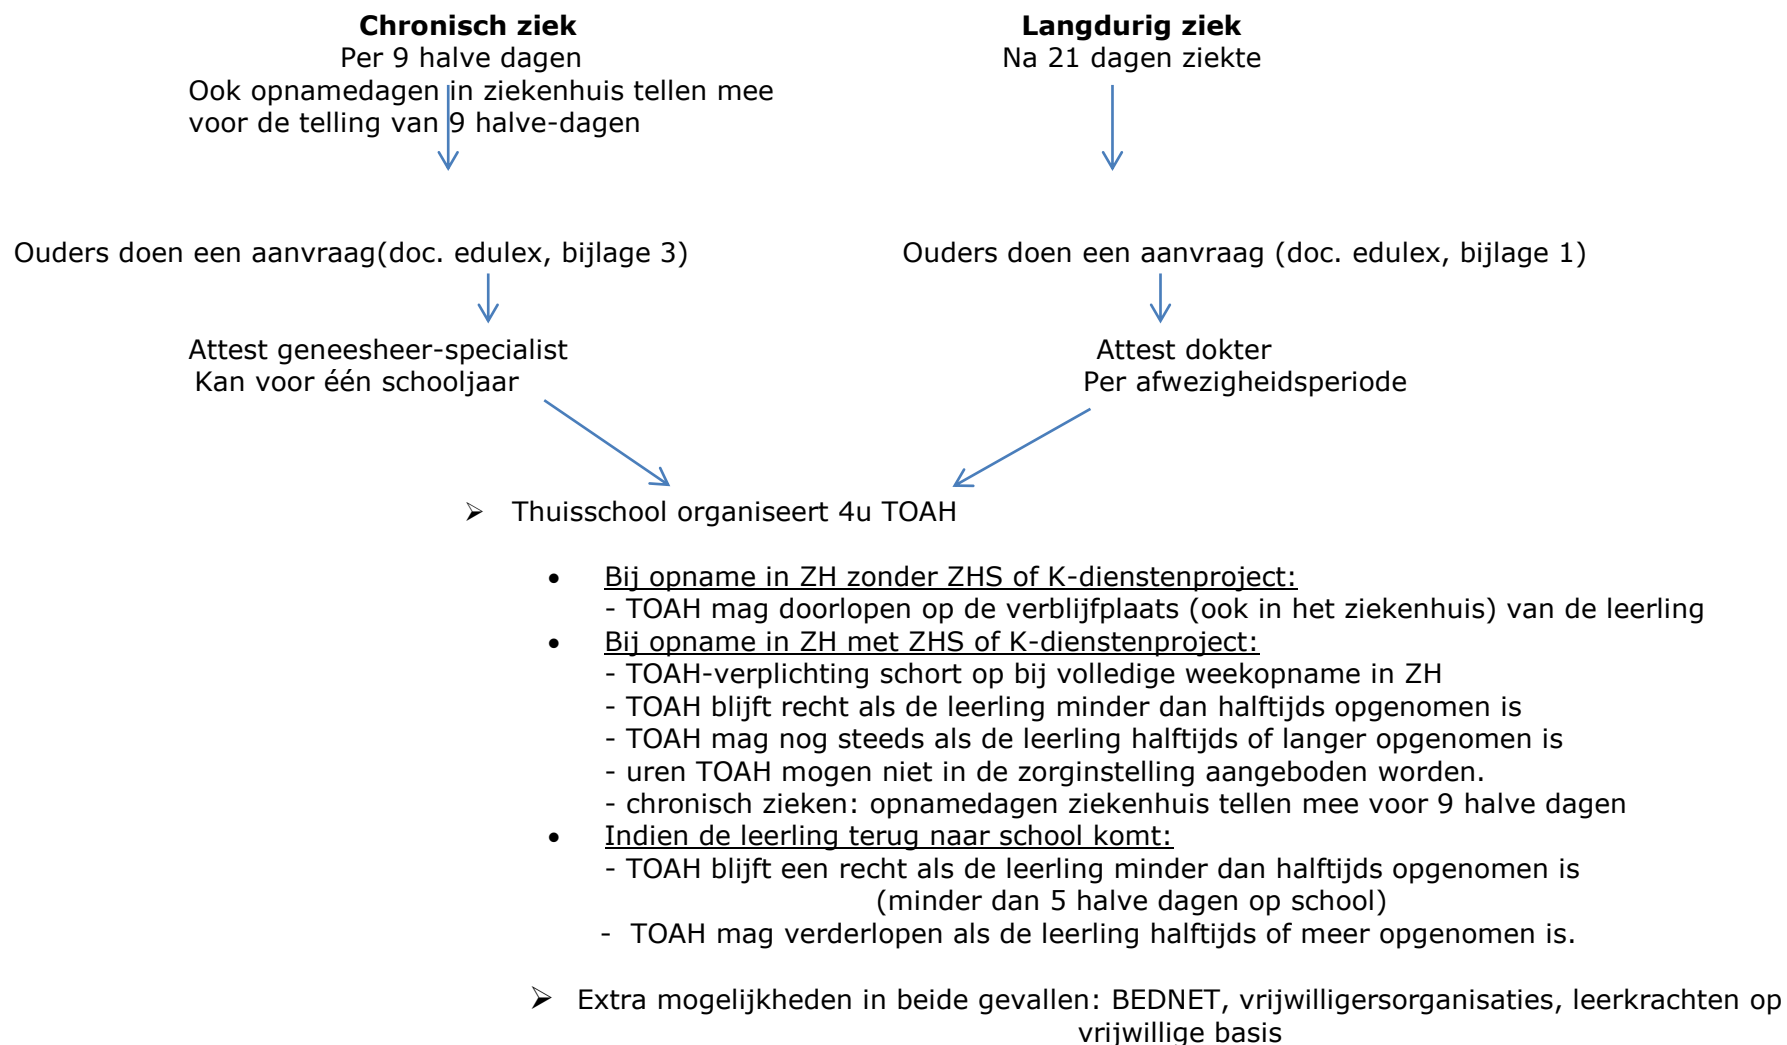 Chronisch ziek
Per 9 halve dagen
Ook opnamedagen in ziekenhuis tellen mee
voor de telling van 9 halve-dagen
Langdurig ziek
Na 21 dagen ziekte
Ouders doen een aanvraag(doc. edulex, bijlage 3)
Ouders doen een aanvraag (doc. edulex, bijlage 1)
Attest geneesheer-specialist
Kan voor één schooljaar
Attest dokter
Per afwezigheidsperiode
➢ Thuisschool organiseert 4u TOAH
• Bij opname in ZH zonder ZHS of K-dienstenproject:
- TOAH mag doorlopen op de verblijfplaats (ook in het ziekenhuis) van de leerling
• Bij opname in ZH met ZHS of K-dienstenproject:
- TOAH-verplichting schort op bij volledige weekopname in ZH
- TOAH blijft recht als de leerling minder dan halftijds opgenomen is
- TOAH mag nog steeds als de leerling halftijds of langer opgenomen is
- uren TOAH mogen niet in de zorginstelling aangeboden worden.
- chronisch zieken: opnamedagen ziekenhuis tellen mee voor 9 halve dagen
• Indien de leerling terug naar school komt:
- TOAH blijft een recht als de leerling minder dan halftijds opgenomen is
(minder dan 5 halve dagen op school)
- TOAH mag verderlopen als de leerling halftijds of meer opgenomen is.
➢ Extra mogelijkheden in beide gevallen: BEDNET, vrijwilligersorganisaties, leerkrachten op
vrijwillige basis